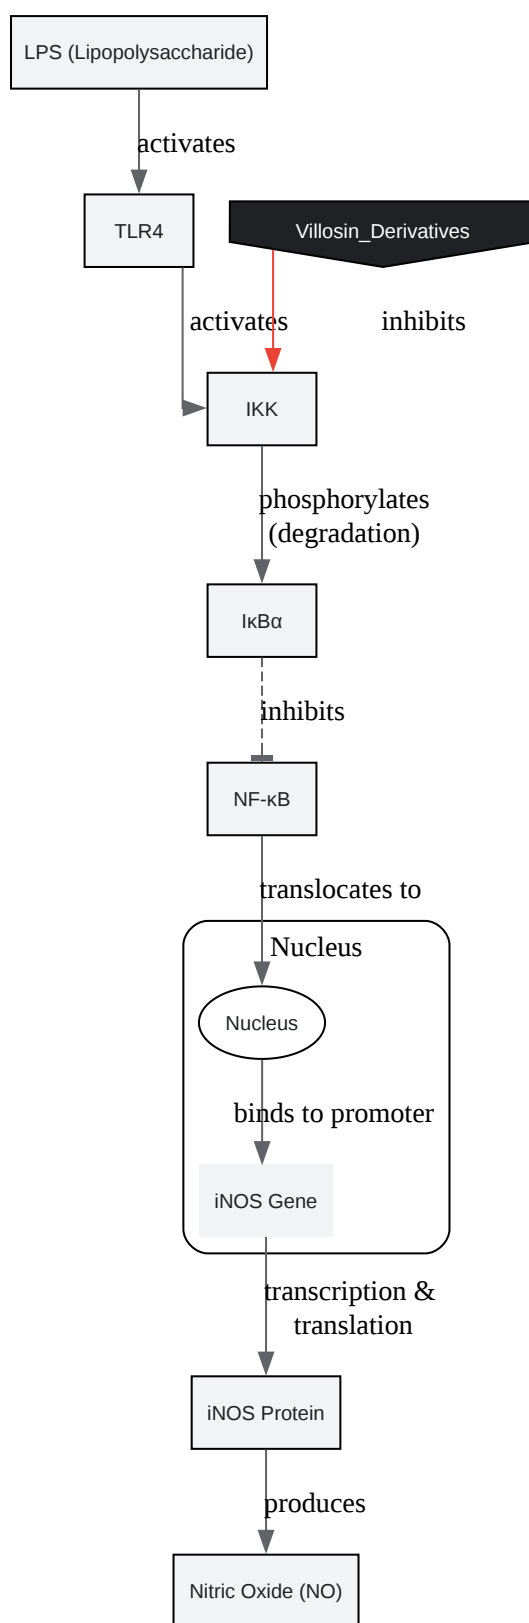 LPS (Lipopolysaccharide)
activates
TLR4
Villosin_Derivatives
activates
inhibits
IKK
phosphorylates
(degradation)
IκBα
inhibits
NF-κB
translocates to
Nucleus
Nucleus
binds to promoter
iNOS Gene
transcription &
translation
iNOS Protein
produces
Nitric Oxide (NO)